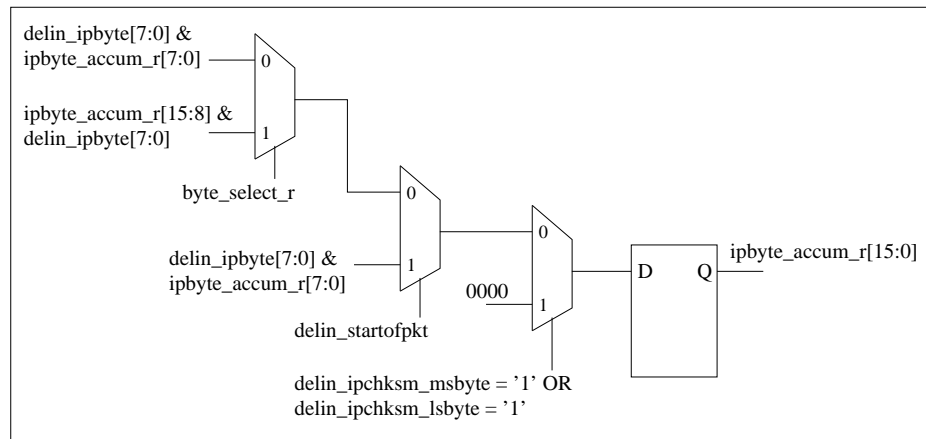 delin_ipbyte[7:0] &
ipbyte_accum_r[7:0]
0
ipbyte_accum_r[15:8] &
delin_ipbyte[7:0]
1
byte_select_r
0
delin_ipbyte[7:0] &
ipbyte_accum_r[7:0]
1
delin_startofpkt
0
0000
1
delin_ipchksm_msbyte = '1' OR
delin_ipchksm_lsbyte = '1'
D
Q
ipbyte_accum_r[15:0]